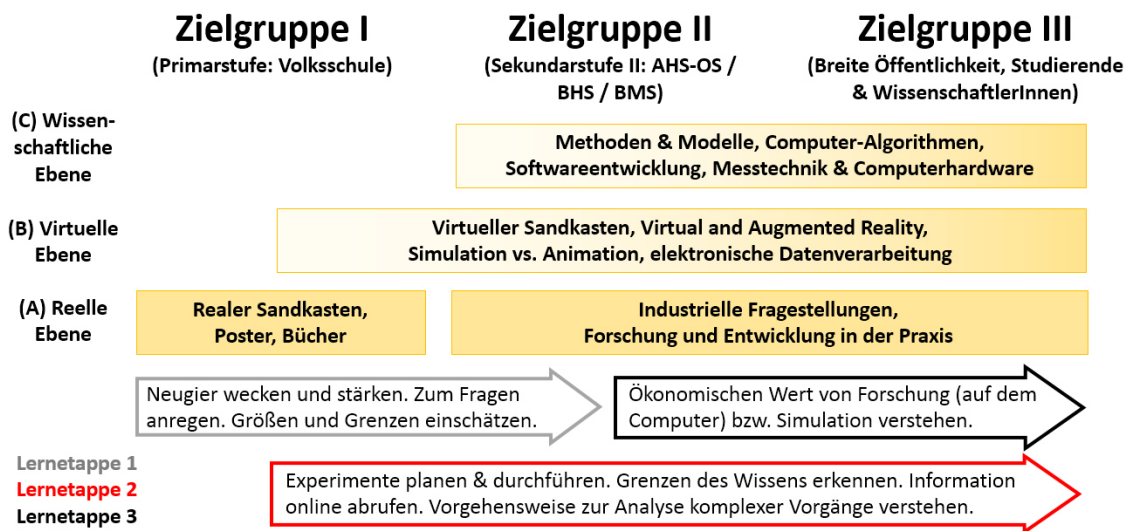 Zielgruppe I
(Primarstufe: Volksschule)
Zielgruppe II
(Sekundarstufe II: AHS-OS /
BHS / BMS)
Zielgruppe III
(Breite Öffentlichkeit, Studierende
& WissenschaftlerInnen)
(C) Wissen-
schaftliche
Ebene
Methoden & Modelle, Computer-Algorithmen,
Softwareentwicklung, Messtechnik & Computerhardware
(B) Virtuelle
Ebene
Virtueller Sandkasten, Virtual and Augmented Reality,
Simulation vs. Animation, elektronische Datenverarbeitung
(A) Reelle
Ebene
Realer Sandkasten,
Poster, Bücher
Industrielle Fragestellungen,
Forschung und Entwicklung in der Praxis
Neugier wecken und stärken. Zum Fragen
anregen. Größen und Grenzen einschätzen.
Ökonomischen Wert von Forschung (auf dem
Computer) bzw. Simulation verstehen.
Lernetappe 1
Lernetappe 2
Lernetappe 3
Experimente planen & durchführen. Grenzen des Wissens erkennen. Information
online abrufen. Vorgehensweise zur Analyse komplexer Vorgänge verstehen.